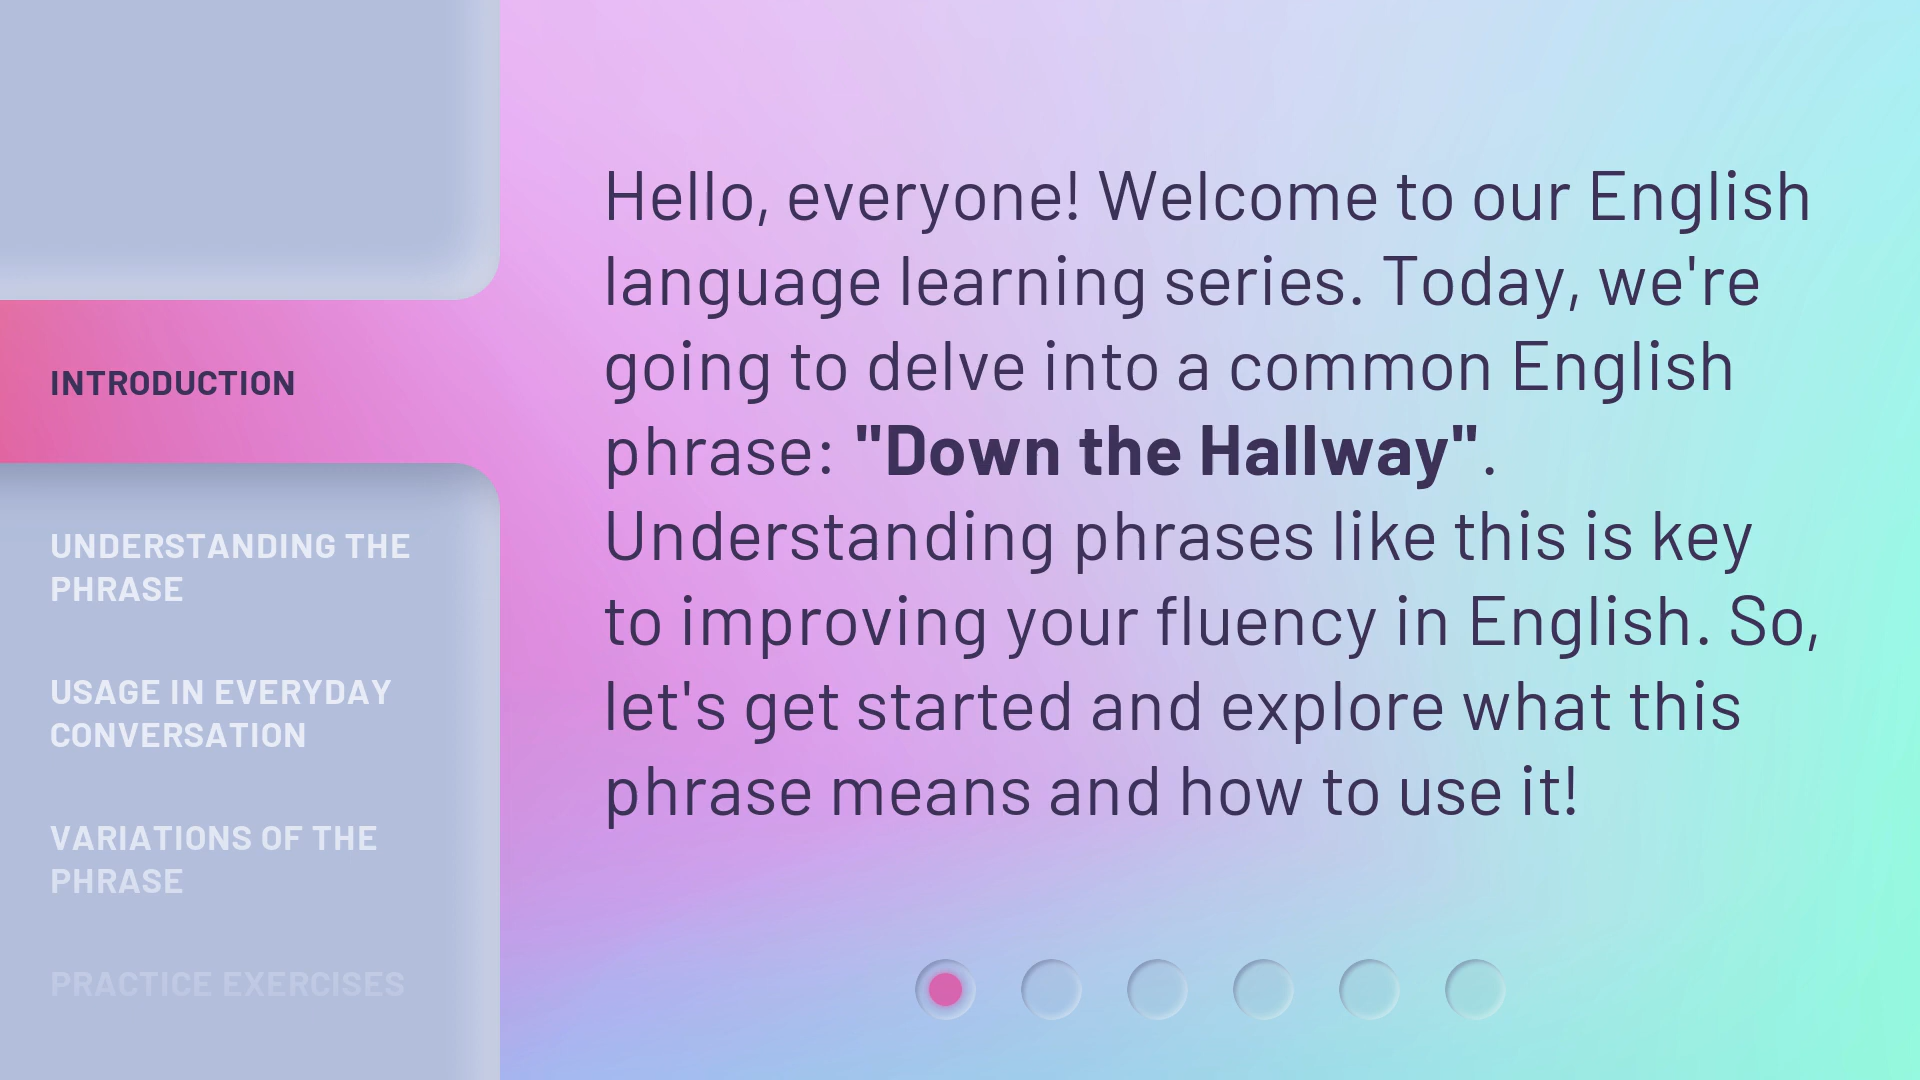 INTRODUCTION
UNDERSTANDING THE
PHRASE
USAGE IN EVERYDAY
CONVERSATION
VARIATIONS OF THE
PHRASE
PRACTICE EXERCISES
Hello, everyone! Welcome to our English
language learning series. Today, we're
going to delve into a common English
phrase: "Down the Hallway".
Understanding phrases like this is key
to improving your fluency in English. So,
let's get started and explore what this
phrase means and how to use it!